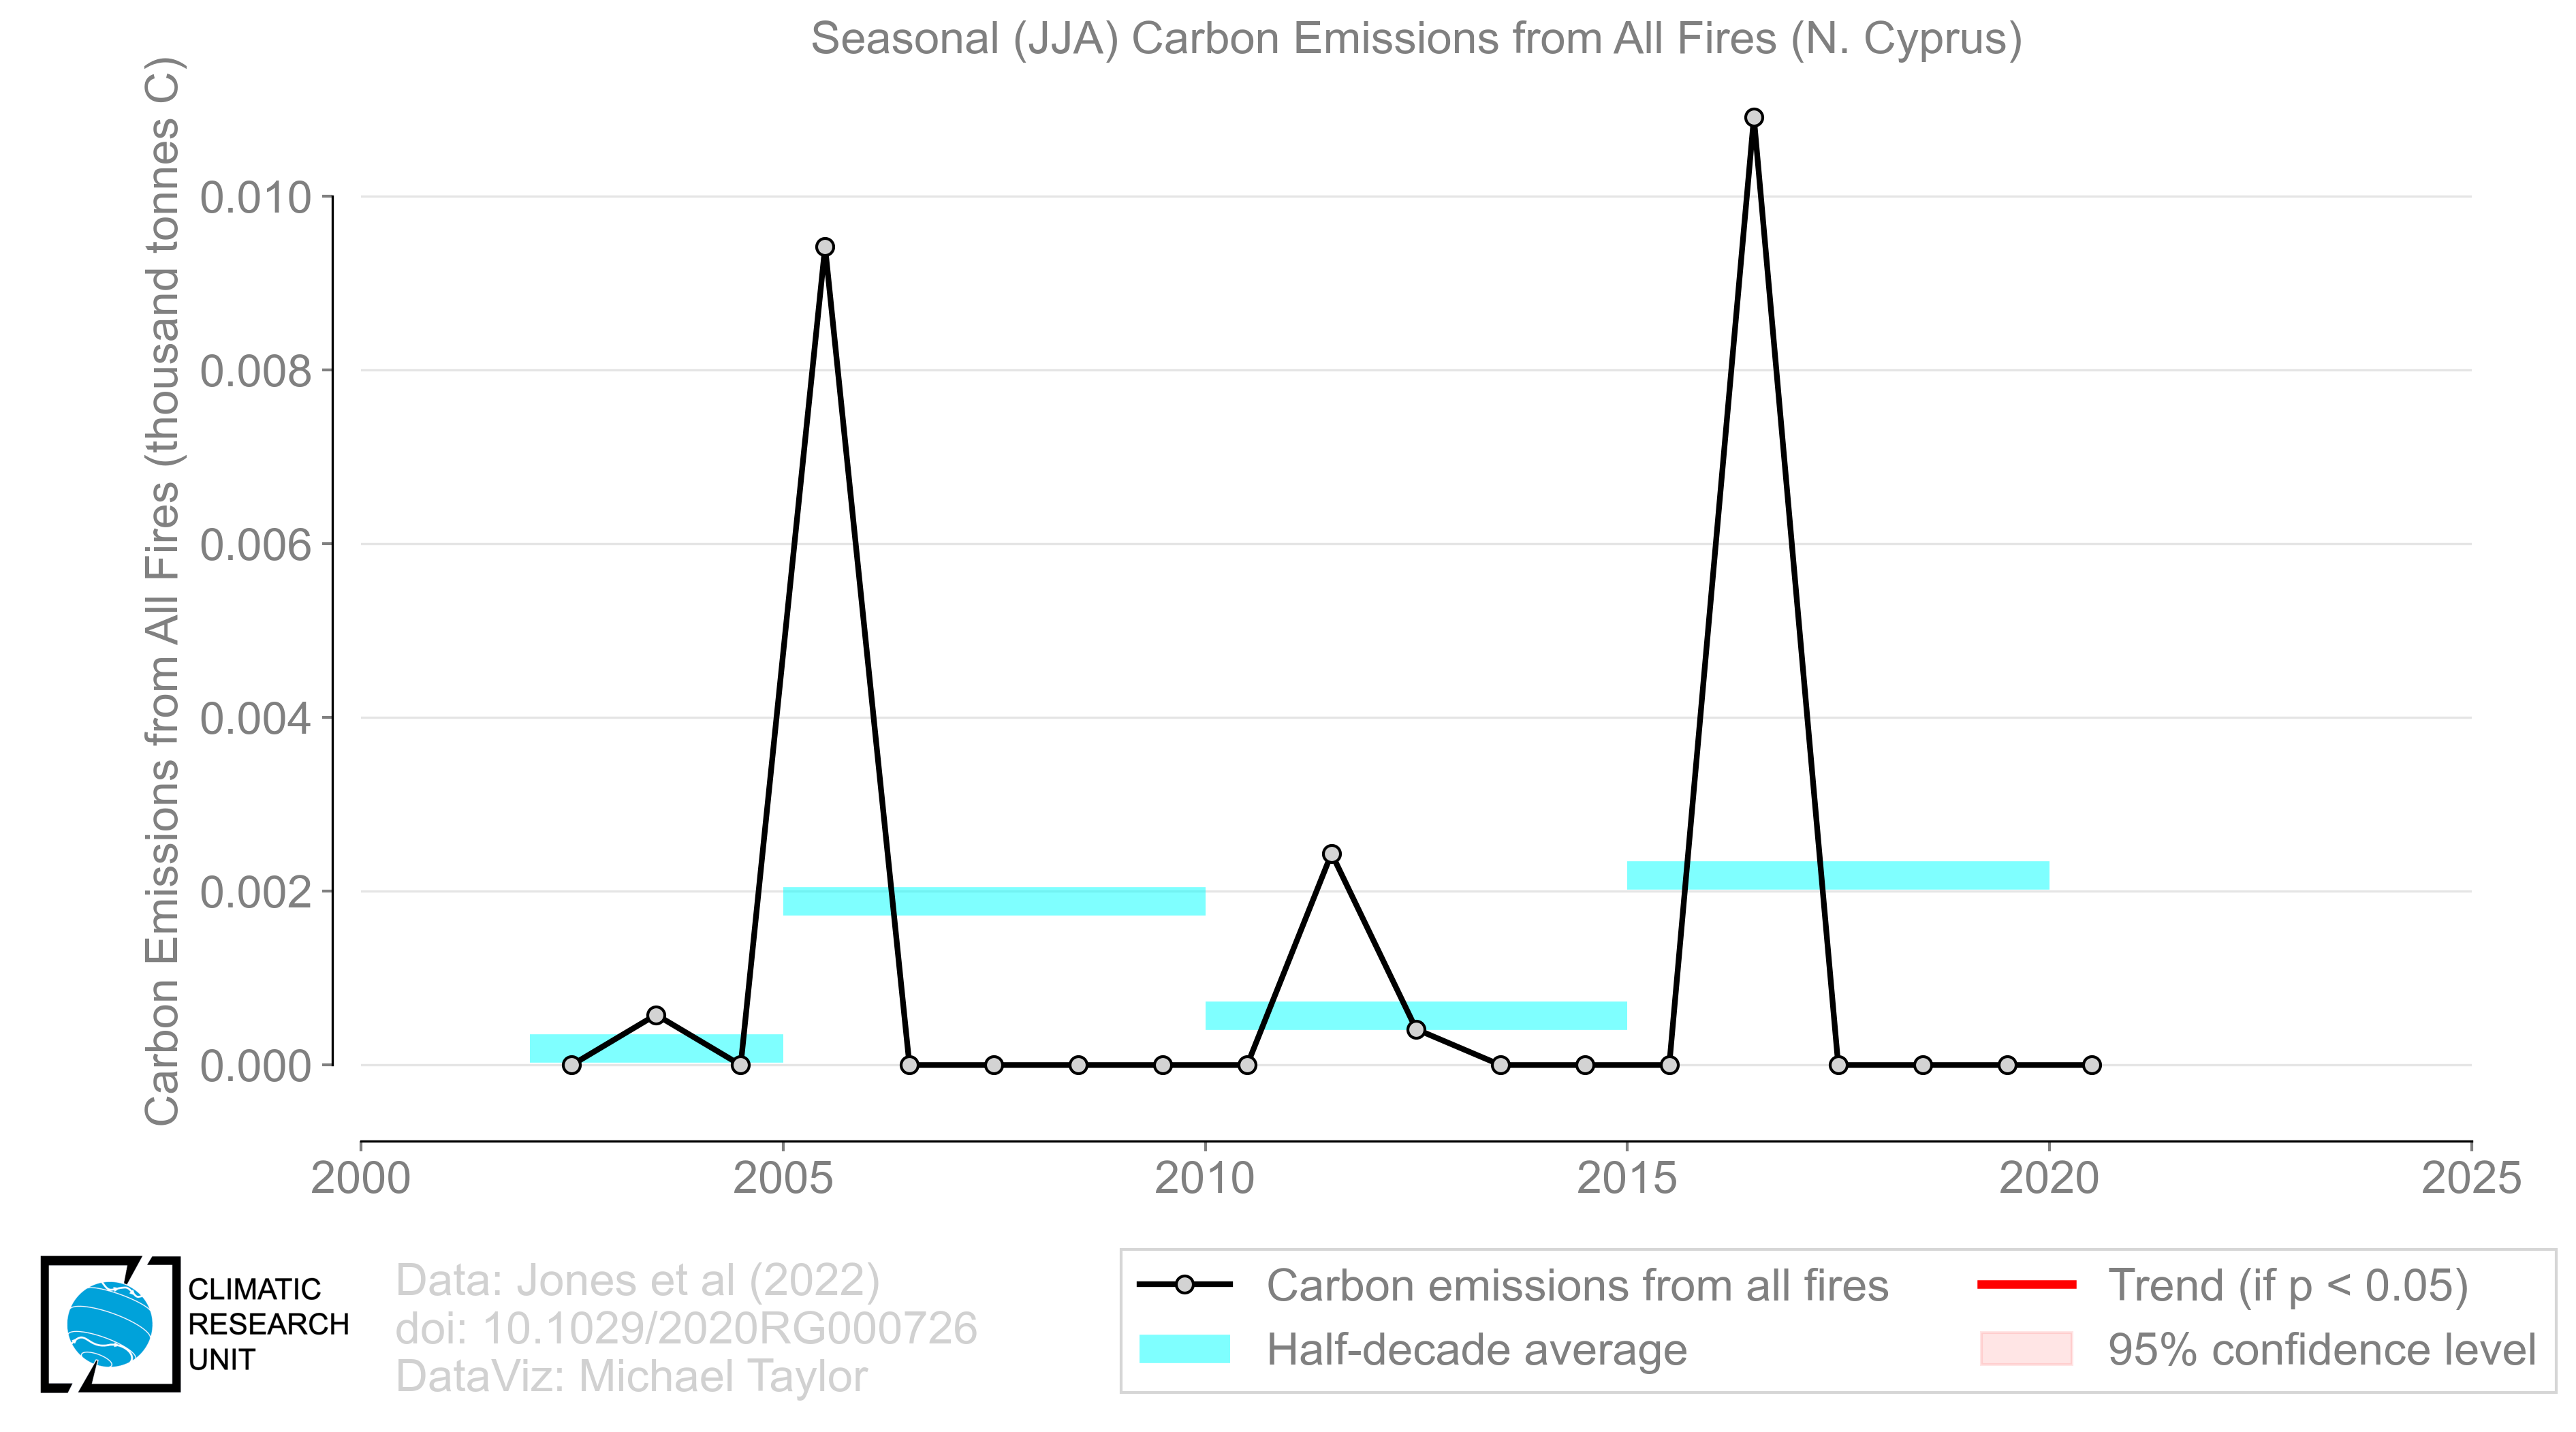 Seasonal (JJA) Carbon Emissions from All Fires (N. Cyprus)
Carbon Emissions from All Fires (thousand tonnes C)
0.010
0.008
0.006
0.004
0.002
0.000
2000 2005 2010 2015 2020 2025
CLIMATIC
RESEARCH
UNIT
Data: Jones et al (2022)
doi: 10.1029/2020RG000726
DataViz: Michael Taylor
Carbon emissions from all fires
Half-decade average
Trend (if p < 0.05)
95% confidence level